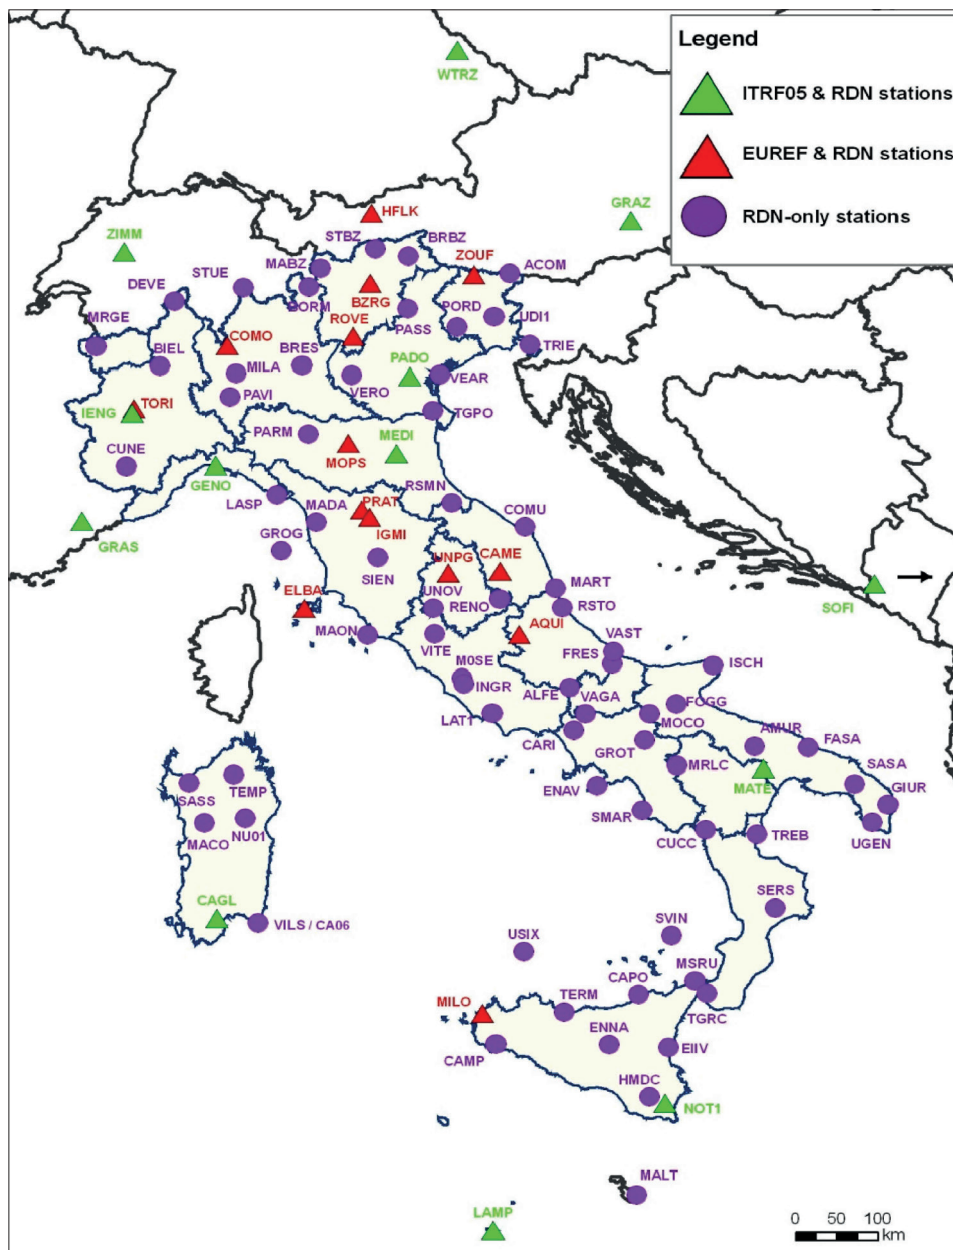 Legend
ITRF05 & RDN stations
EUREF & RDN stations
RDN-only stations
WTRZ
HFLK
GRAZ
ZIMM
STBZ
BRBZ
ZOUF
ACOM
MABZ
STUE
DEVE
BORM
BZRG
PORD
MRGE
ROVE
PASS
UDI1
COMO
BIEL
BRES
TRIE
PADO
MILA
VEAR
PAVI
VERO
TORI
IENG
TGPO
PARM
MEDI
CUNE
MOPS
GENO
RSMN
LASP
MADA
PRAT
COMU
GROG
IGMI
GRAS
UNPG
CAME
SIEN
ELBA
UNOV
RENO
MART
RSTO
SOFI
MAON
AQUI
VITE
VAST
FRES
M0SE
ISCH
INGR
ALFE
VAGA
FOGG
LAT1
MOCO
CARI
GROT
AMUR
FASA
MRLC
SASA
ENAV
MATE
GIUR
SASS
TEMP
SMAR
MACO
NU01
CUCC
TREB
UGEN
SERS
CAGL
VILS / CA06
SVIN
USIX
MSRU
CAPO
MILO
TERM
TGRC
ENNA
CAMP
EIIV
HMDC
NOT1
MALT
LAMP
0 50 100
km